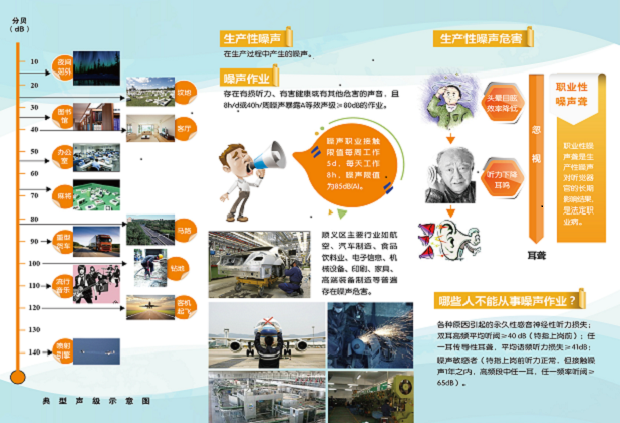 分贝
(dB)
10
20
30
40
50
60
70
80
90
100
110
120
130
140
夜间
郊外
坟地
图书
馆
客厅
办公
室
麻将
马路
重型
货车
钻地
流行
音乐
客机
起飞
喷射
引擎
典型声级示意图
生产性噪声
在生产过程中产生的噪声。
噪声作业
存在有损听力、有害健康或有其他危害的声音，且
8h/d或40h/周噪声暴露A等效声级≥80dB的作业。
噪声职业接触
限值每周工作
5d，每天工作
8h，噪声限值
为85dB(A)。
顺义区主要行业如航
空、汽车制造、食品
饮料业、电子信息、机
械设备、印刷、家具、
高端装备制造等普遍
存在噪声危害。
生产性噪声危害
头晕目眩
效率降低
听力下降
耳鸣
忽
视
耳聋
职业性
噪声聋
职业性噪
声聋是生
产性噪声
对听觉器
官的长期
影响结果,
是法定职
业病。
哪些人不能从事噪声作业？
各种原因引起的永久性感音神经性听力损失；
双耳高频平均听阈≥40 dB（特指上岗前）；任
一耳传导性耳聋，平均语频听力损失≥41dB；
噪声敏感者（特指上岗前听力正常，但接触噪
声1年之内，高频段中任一耳，任一频率听阈≥
65dB）。